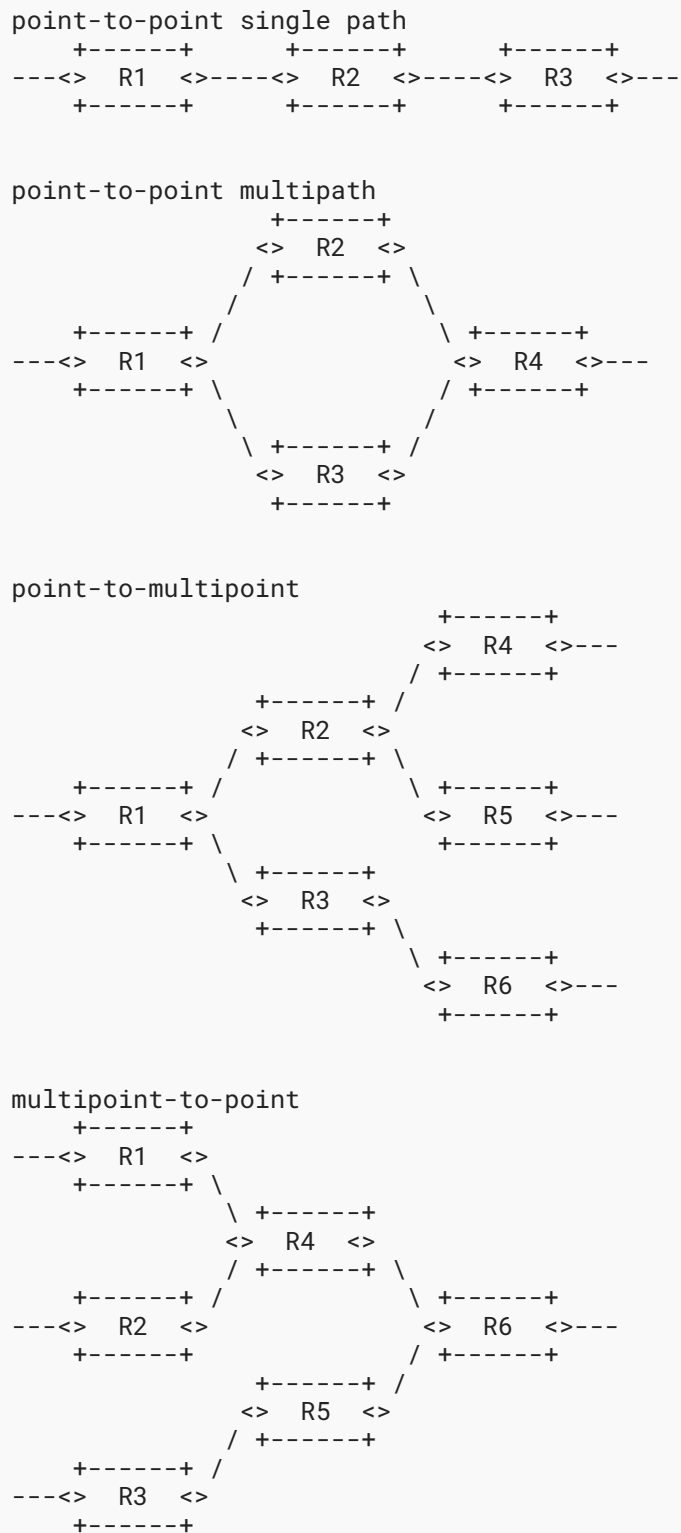 point-to-point single path
    +------+      +------+      +------+
---<>  R1  <>----<>  R2  <>----<>  R3  <>---
    +------+      +------+      +------+

point-to-point multipath
                 +------+
                <>  R2  <>
               / +------+ \
              /            \
    +------+ /              \ +------+
---<>  R1  <>                <>  R4  <>---
    +------+ \              / +------+
              \            /
               \ +------+ /
                <>  R3  <>
                 +------+

point-to-multipoint
                            +------+
                           <>  R4  <>---
                          / +------+
                +------+ /
               <>  R2  <>
              / +------+ \
    +------+ /            \ +------+
---<>  R1  <>              <>  R5  <>---
    +------+ \              +------+
              \ +------+
               <>  R3  <>
                +------+ \
                          \ +------+
                           <>  R6  <>---
                            +------+

multipoint-to-point
    +------+
---<>  R1  <>
    +------+ \
              \ +------+
              <>  R4  <>
              / +------+ \
    +------+ /            \ +------+
---<>  R2  <>              <>  R6  <>---
    +------+              / +------+
                +------+ /
               <>  R5  <>
              / +------+
    +------+ /
---<>  R3  <>
    +------+